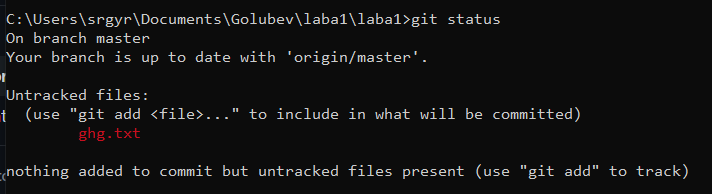 C:\Users\srgyr\Documents\Golubev\laba1\laba1>git status
On branch master
Your branch is up to date with 'origin/master'.
Untracked files:
(use "git add <file>..." to include in what will be committed)
ghg.txt
nothing added to commit but untracked files present (use "git add" to track)